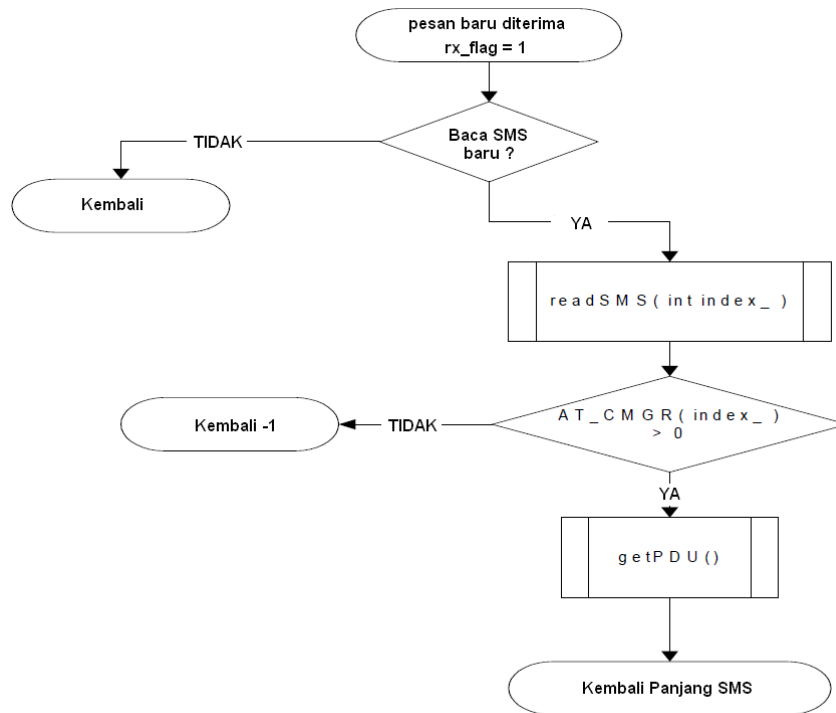 pesan baru diterima
rx_flag = 1
Baca SMS
baru ?
TIDAK
Kembali
YA
readSMS( int index_ )
AT_CMGR( index_ )
> 0
TIDAK
Kembali -1
YA
getPDU()
Kembali Panjang SMS